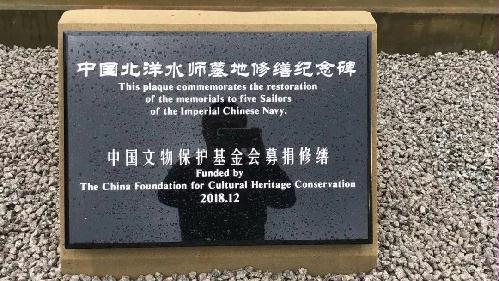 中国北洋水师墓地修缮纪念碑
This plaque commemorates the restoration
of the memorials to five Sailors
of the Imperial Chinese Navy.
中国文物保护基金会募捐修缮
Funded by
The China Foundation for Cultural Heritage Conservation
2018.12